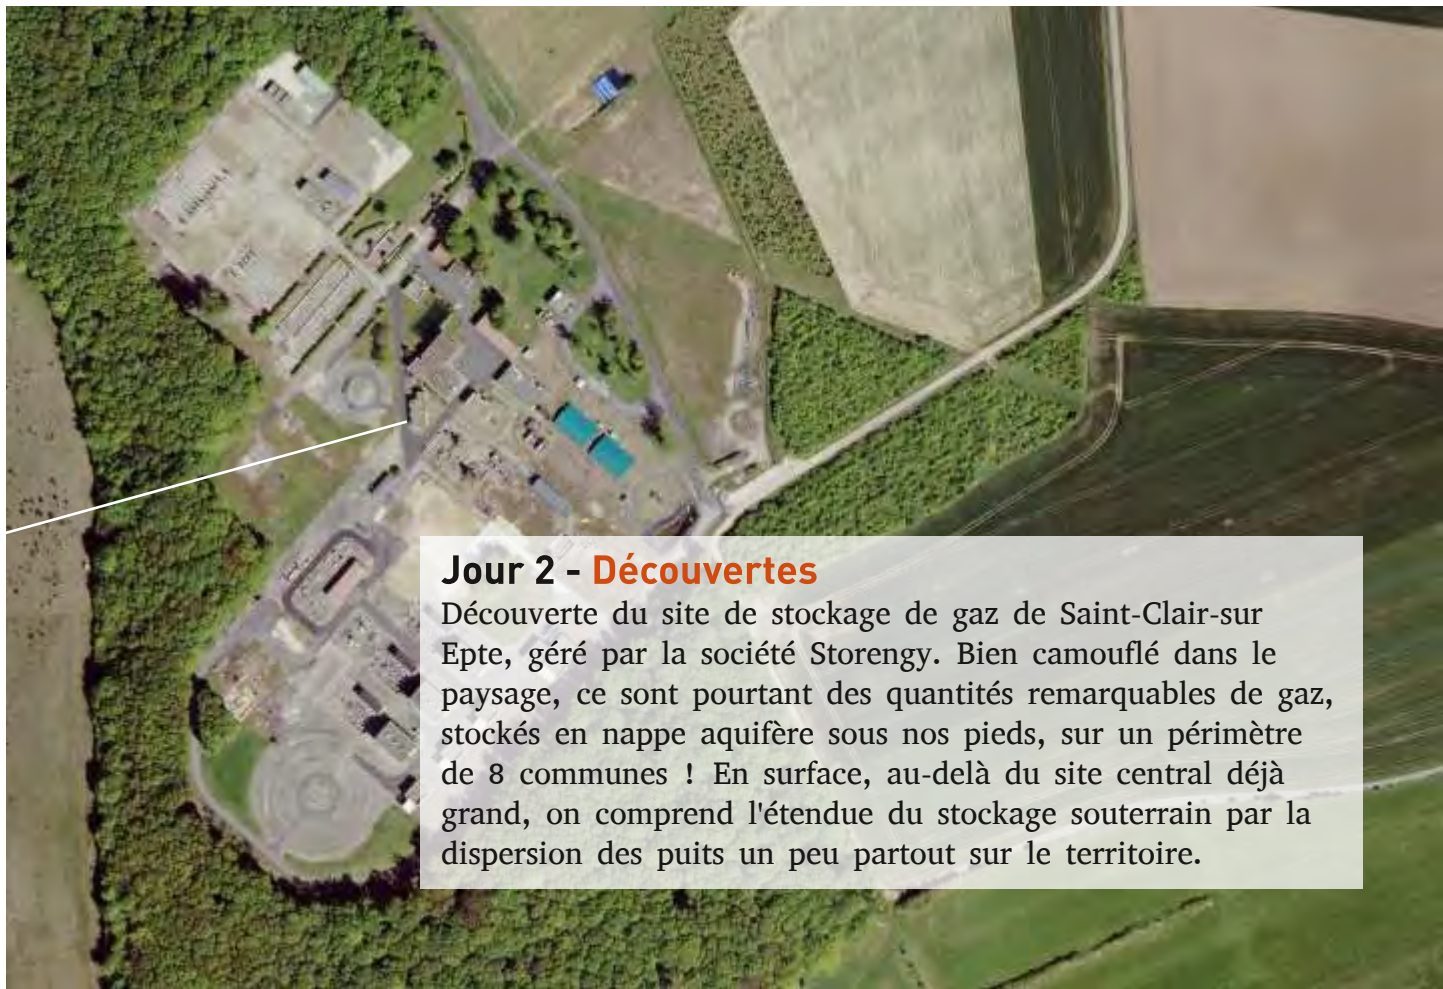 Jour 2 - Découvertes
Découverte du site de stockage de gaz de Saint-Clair-sur
Epte, géré par la société Storengy. Bien camouflé dans le
paysage, ce sont pourtant des quantités remarquables de gaz,
stockés en nappe aquifère sous nos pieds, sur un périmètre
de 8 communes ! En surface, au-delà du site central déjà
grand, on comprend l'étendue du stockage souterrain par la
dispersion des puits un peu partout sur le territoire.